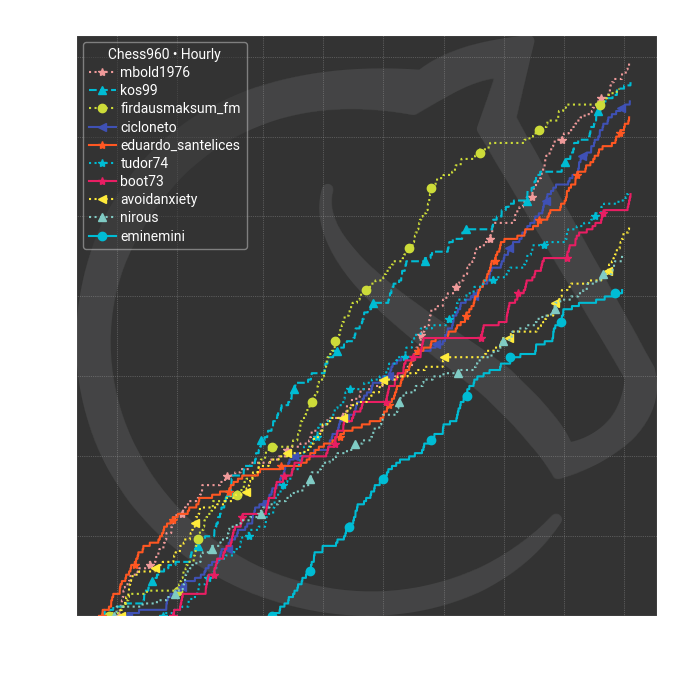 Chess960 • Hourly
mbold1976
kos99
firdausmaksum_fm
cicloneto
eduardo_santelices
tudor74
boot73
avoidanxiety
nirous
eminemini